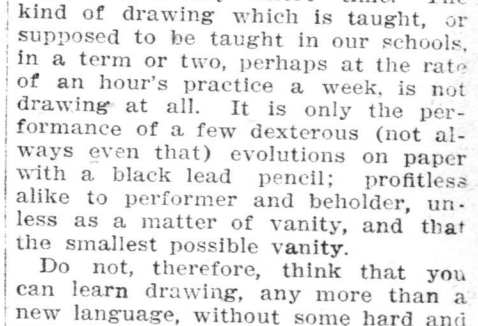 kind of drawing which is taught, or
supposed to be taught in our schools,
in a term or two, perhaps at the rate
of an hour's practice a week, is not
drawing at all. It is only the per-
formance of a few dexterous (not al-
ways even that) evolutions on paper
with a black lead pencil; profitless
alike to performer and beholder, un-
less as a matter of vanity, and that
the smallest possible vanity.
Do not, therefore, think that you
can learn drawing, any more than a
new language, without some hard and